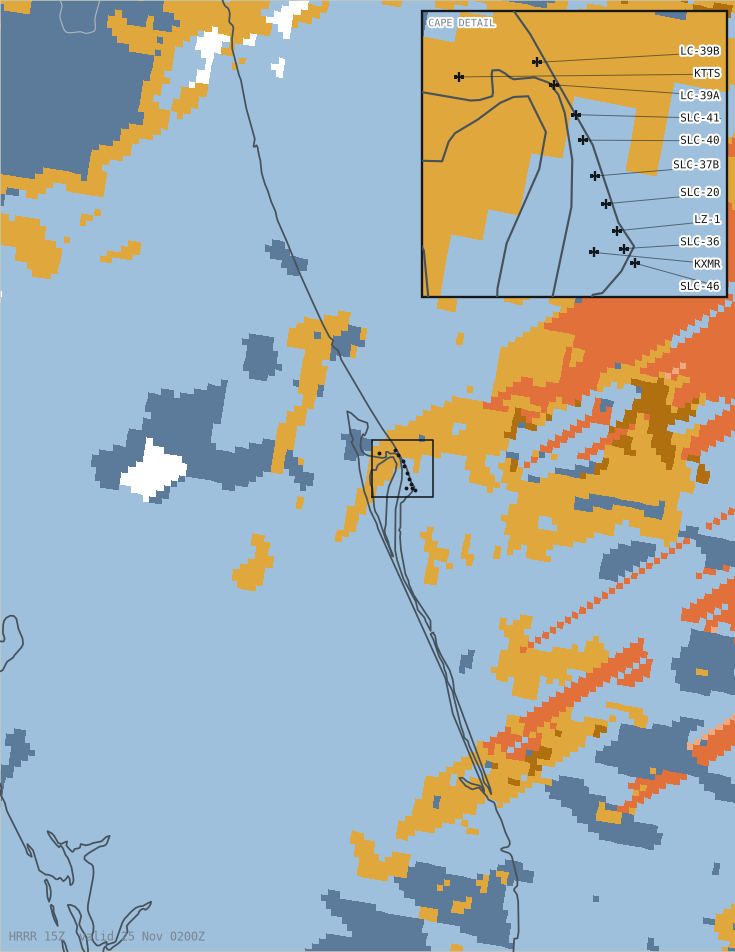 CAPE DETAIL
LC-39B
KTTS
LC-39A
SLC-41
SLC-40
SLC-37B
SLC-20
LZ-1
SLC-36
KXMR
SLC-46
HRRR 15Z  valid 25 Nov 0200Z